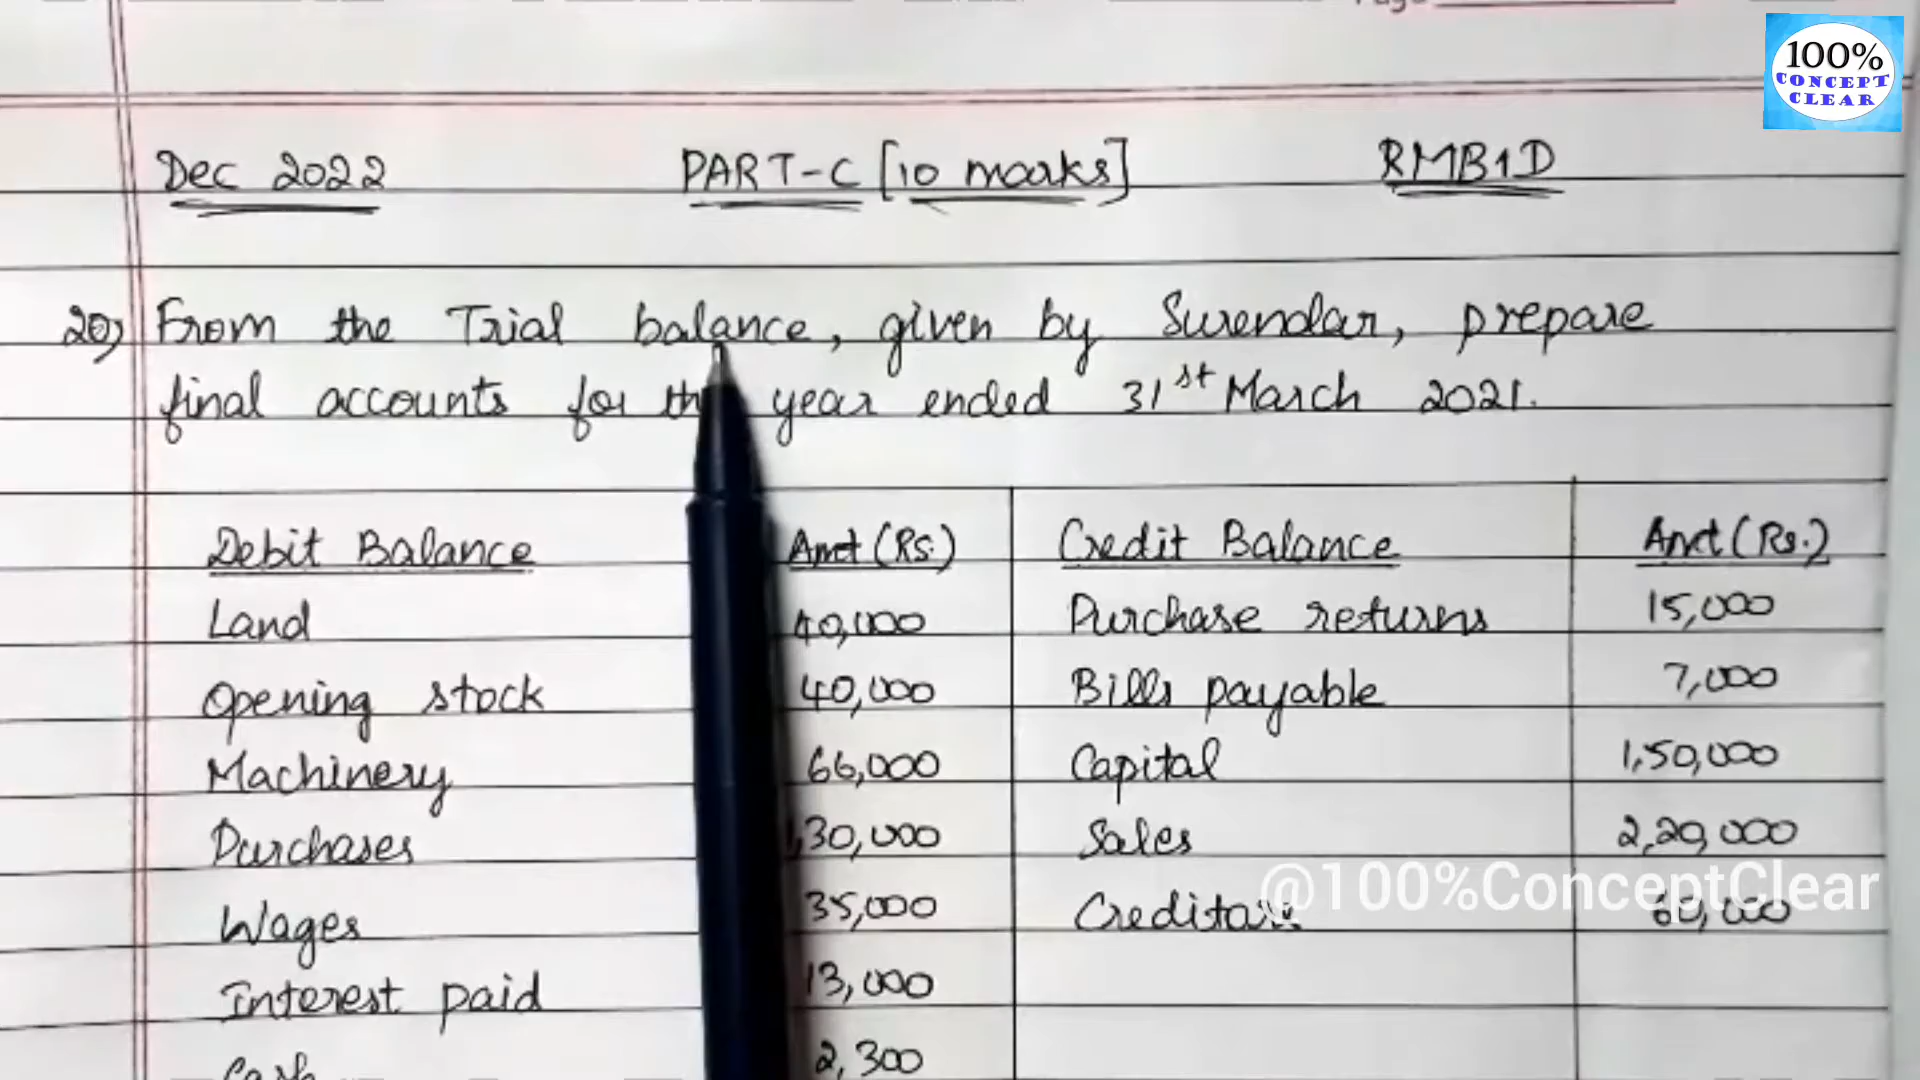 100%
CONCEPT
CLEAR
Dec 2022 PART-C [10 marks] RMB1D
20) From the Trial balance, given by Surendar, prepare
final accounts for the year ended 31st March 2021.
Debit Balance Amt (Rs.) Credit Balance Amt (Rs.)
Land 40,000 Purchase returns 15,000
Opening stock 40,000 Bills payable 7,000
Machinery 66,000 Capital 1,50,000
Purchases 30,000 Sales 2,20,000
@100%ConceptClear
Wages 35,000 Creditors 60,000
Interest paid 13,000
Cash 2,300